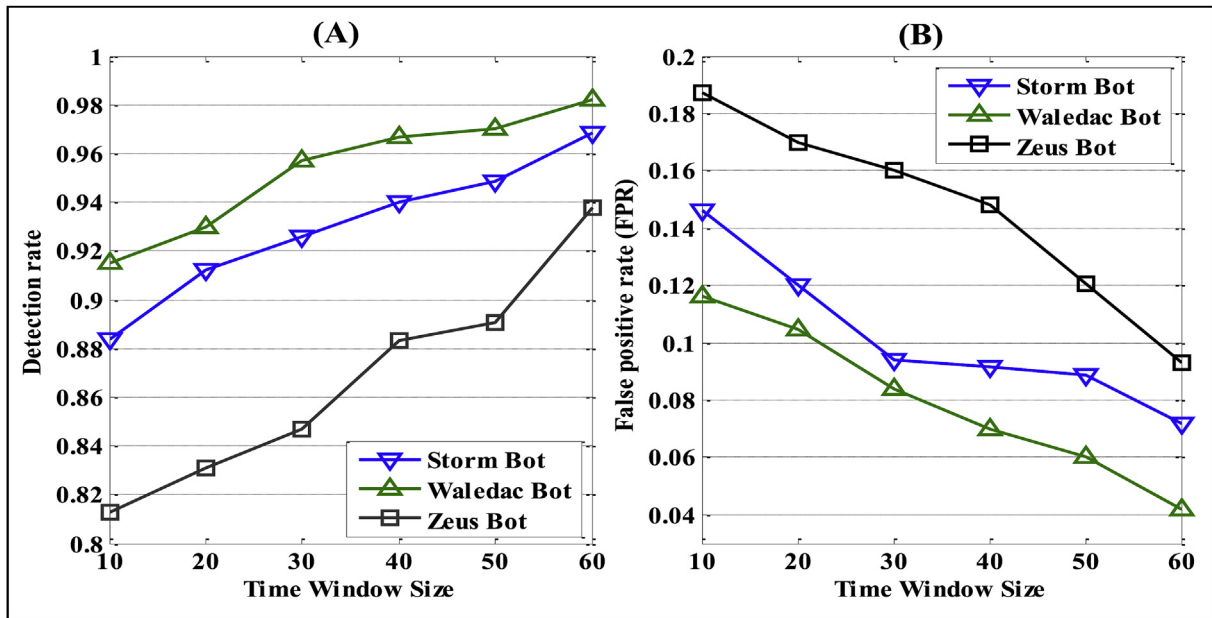 (A)
Detection rate
1
0.98
0.96
0.94
0.92
0.9
0.88
0.86
0.84
0.82
0.8
10 20 30 40 50 60
Time Window Size
Storm Bot
Waledac Bot
Zeus Bot
(B)
False positive rate (FPR)
0.2
0.18
0.16
0.14
0.12
0.1
0.08
0.06
0.04
10 20 30 40 50 60
Time Window Size
Storm Bot
Waledac Bot
Zeus Bot